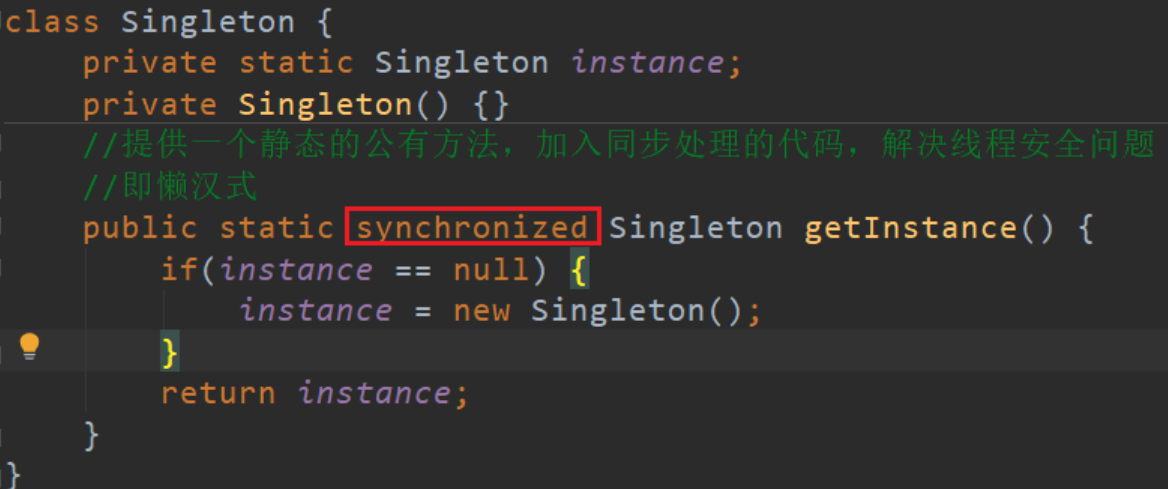 class Singleton {
    private static Singleton instance;
    private Singleton() {}
    //提供一个静态的公有方法，加入同步处理的代码，解决线程安全问题
    //即懒汉式
    public static synchronized Singleton getInstance() {
        if(instance == null) {
            instance = new Singleton();
        }
        return instance;
    }
}